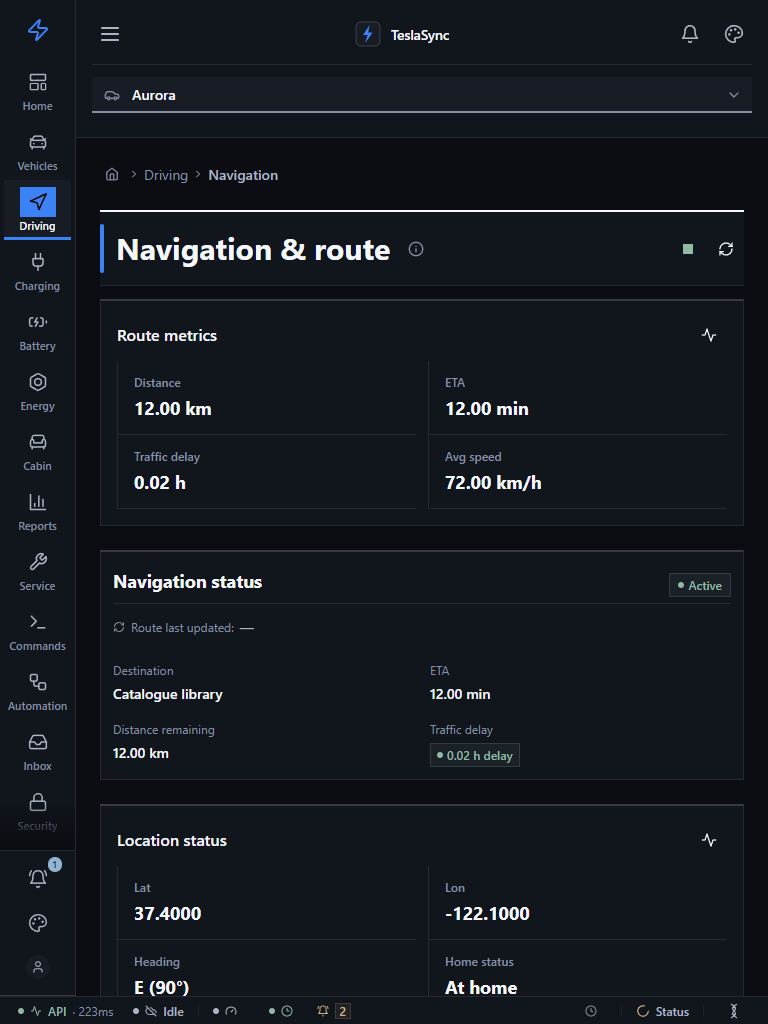 TeslaSync
Aurora
Home
Vehicles
Driving
Charging
Battery
Energy
Cabin
Reports
Service
Commands
Automation
Inbox
Security
1
Driving
Navigation
Navigation & route
Route metrics
Distance
12.00 km
ETA
12.00 min
Traffic delay
0.02 h
Avg speed
72.00 km/h
Navigation status
Active
Route last updated: —
Destination
Catalogue library
ETA
12.00 min
Distance remaining
12.00 km
Traffic delay
0.02 h delay
Location status
Lat
37.4000
Lon
-122.1000
Heading
E (90°)
Home status
At home
API · 223ms
Idle
2
Status